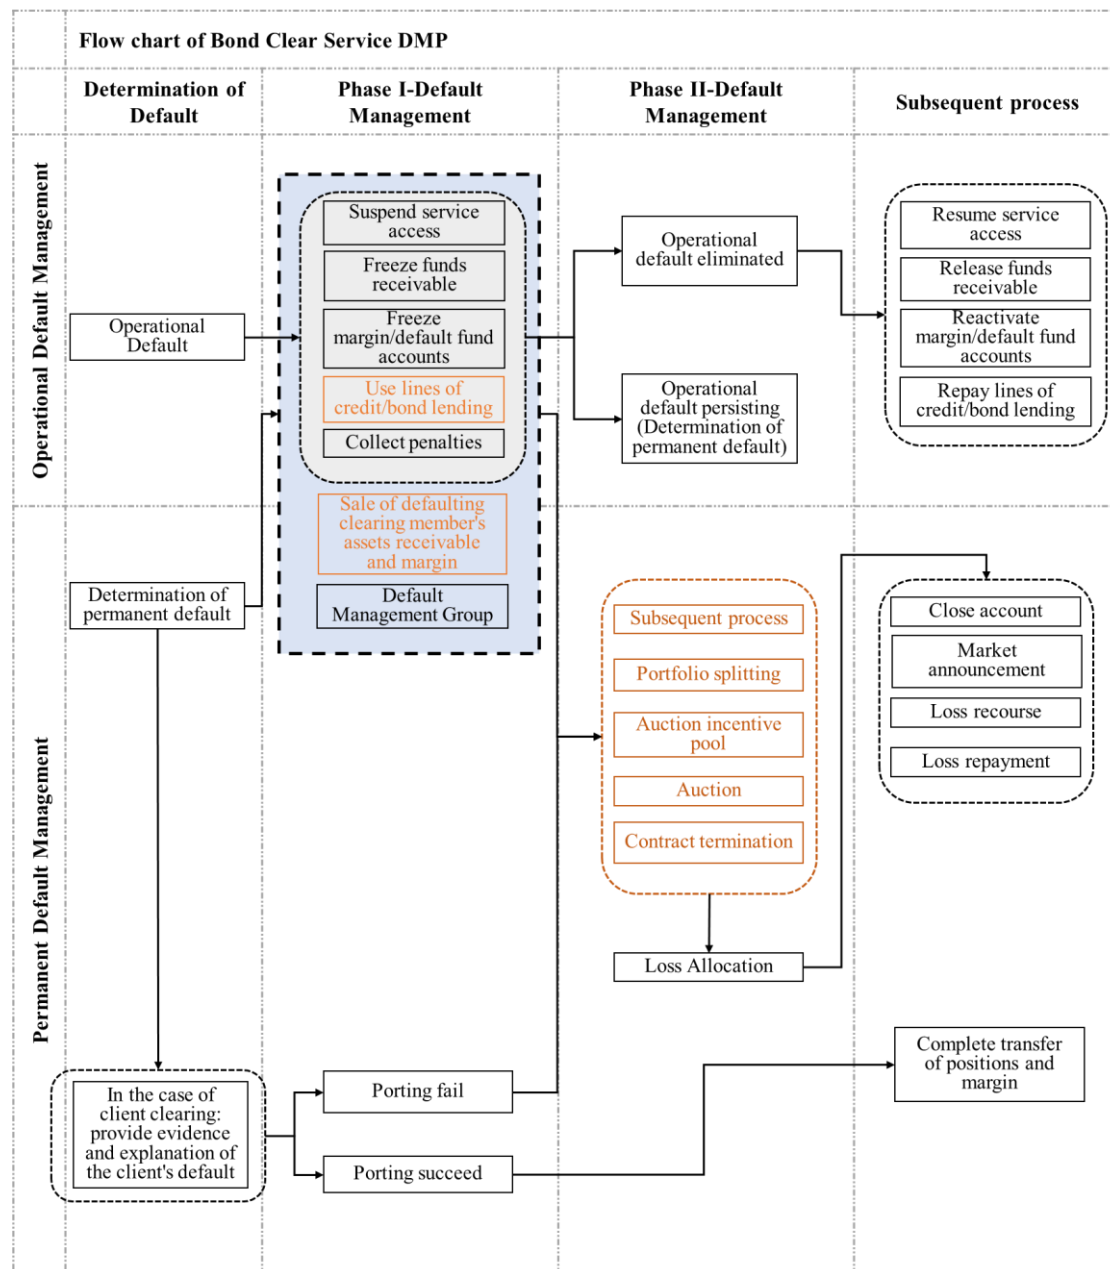 Flow chart of Bond Clear Service DMP
Determination of
Default
Phase I-Default
Management
Phase II-Default
Management
Subsequent process
Operational Default Management
Operational
Default
Suspend service
access
Freeze funds
receivable
Freeze
margin/default fund
accounts
Use lines of
credit/bond lending
Collect penalties
Sale of defaulting
clearing member's
assets receivable
and margin
Default
Management Group
Operational
default eliminated
Operational
default persisting
(Determination of
permanent default)
Resume service
access
Release funds
receivable
Reactivate
margin/default fund
accounts
Repay lines of
credit/bond lending
Permanent Default Management
Determination of
permanent default
In the case of
client clearing:
provide evidence
and explanation of
the client's default
Porting fail
Porting succeed
Subsequent process
Portfolio splitting
Auction incentive
pool
Auction
Contract termination
Loss Allocation
Close account
Market
announcement
Loss recourse
Loss repayment
Complete transfer
of positions and
margin